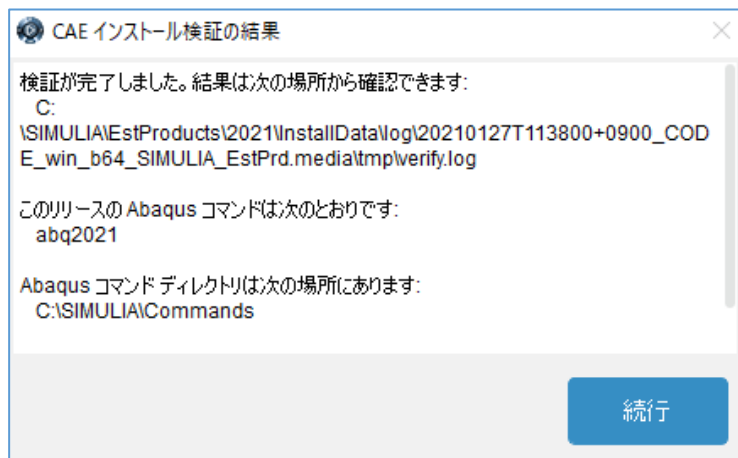 CAE インストール検証の結果
検証が完了しました。結果は次の場所から確認できます:
C:
\SIMULIA\EstProducts\2021\InstallData\log\20210127T113800+0900_COD
E_win_b64_SIMULIA_EstPrd.media\tmp\verify.log
このリリースの Abaqus コマンドは次のとおりです:
abq2021
Abaqus コマンド ディレクトリは次の場所にあります:
C:\SIMULIA\Commands
続行